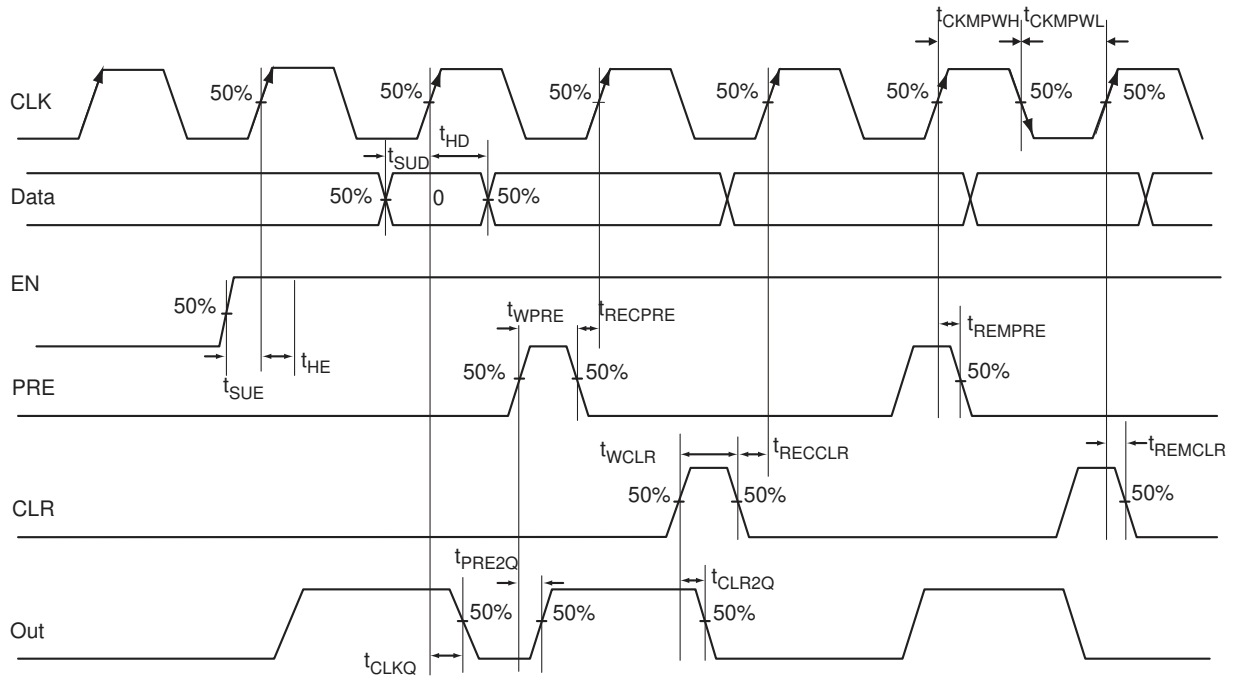 tCKMPWH tCKMPWL
CLK 50% 50% 50% 50% 50% 50% 50%
tSUD tHD
Data 50% 0 50%
EN
50%
tSUE tHE
tWPRE tRECPRE tREMPRE
PRE 50% 50% 50%
tWCLR tRECCLR tREMCLR
CLR 50% 50% 50%
tPRE2Q tCLR2Q
Out 50% 50% 50%
tCLKQ